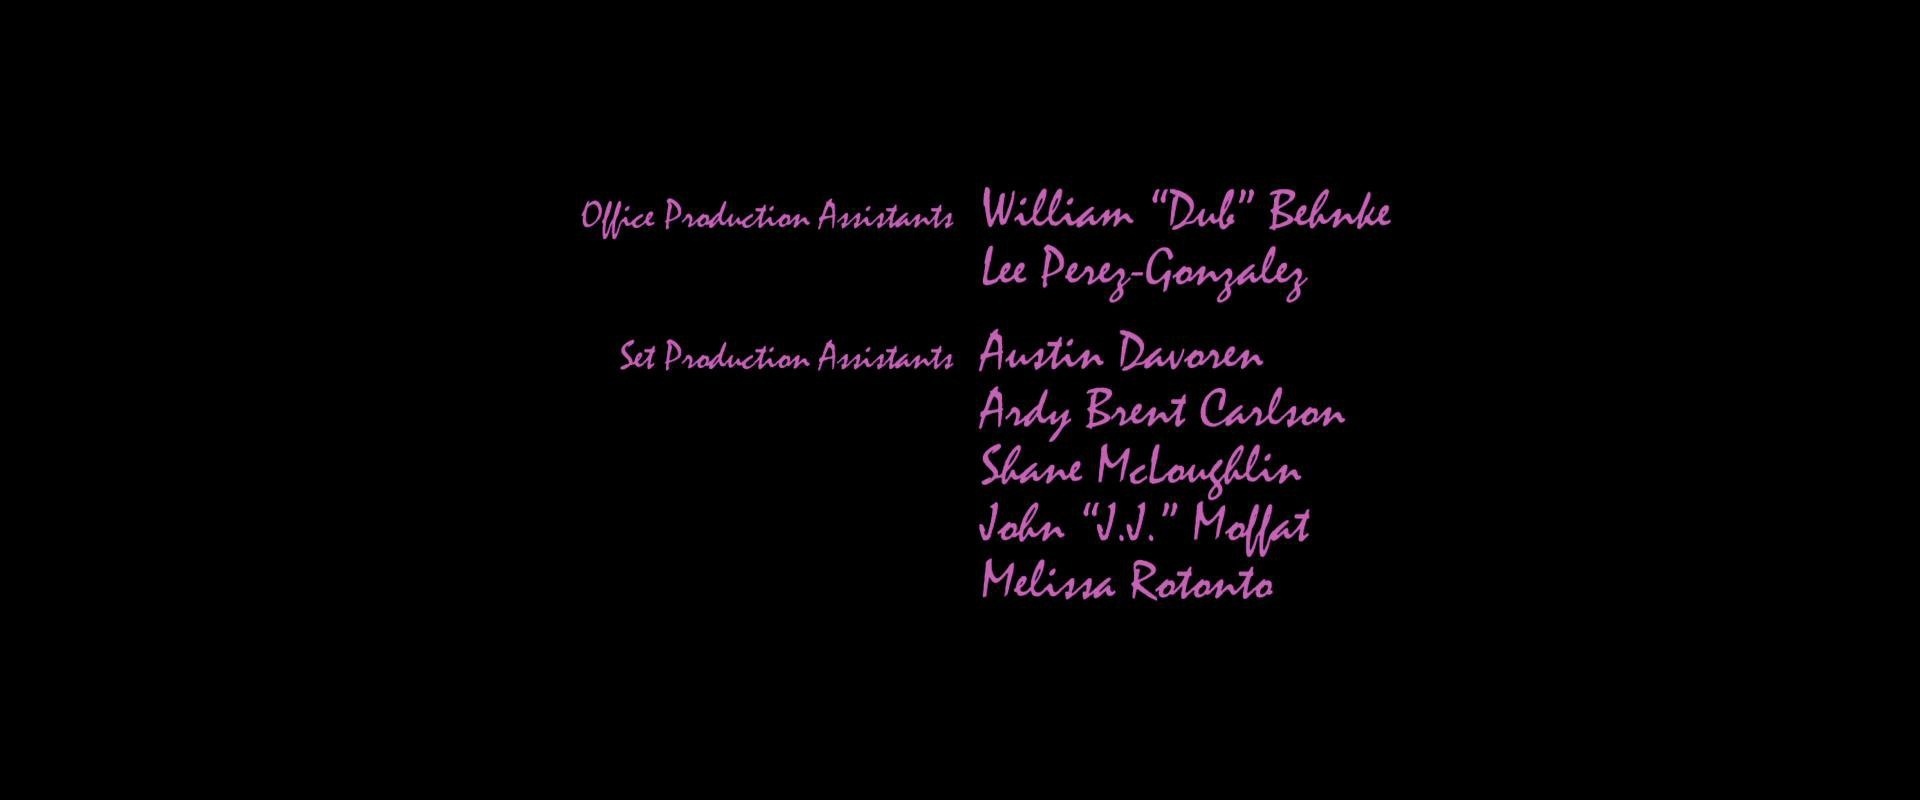 Office Production Assistants William “Dub” Behnke
Lee Perez-Gonzalez
Set Production Assistants Austin Davoren
Ardy Brent Carlson
Shane McLoughlin
John “J.J.” Moffat
Melissa Rotonto